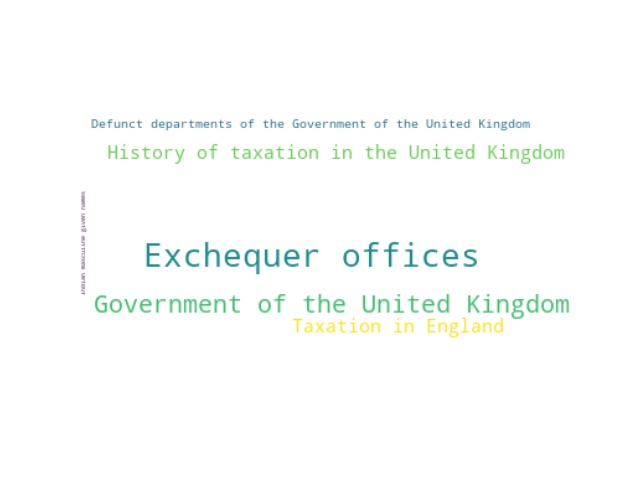 Defunct departments of the Government of the United Kingdom
History of taxation in the United Kingdom
Exchequer offices
Government of the United Kingdom
Taxation in England